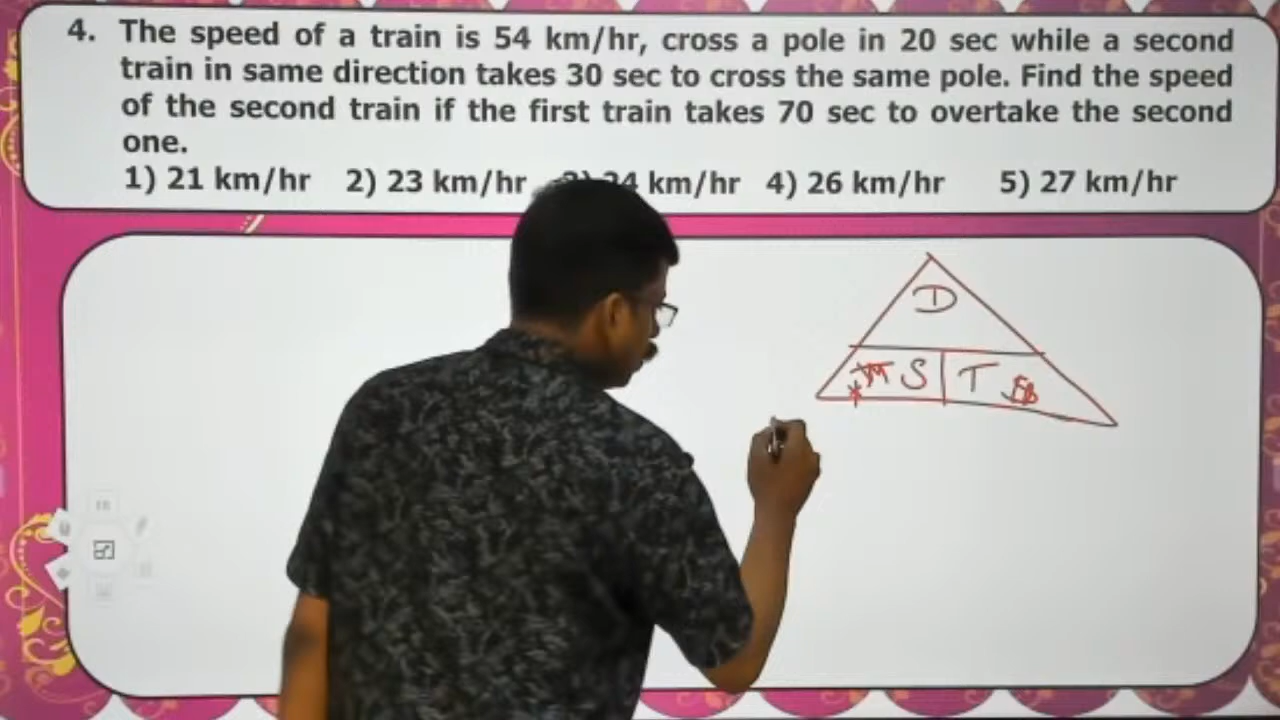 4. The speed of a train is 54 km/hr, cross a pole in 20 sec while a second
train in same direction takes 30 sec to cross the same pole. Find the speed
of the second train if the first train takes 70 sec to overtake the second
one.
1) 21 km/hr 2) 23 km/hr 24 km/hr 4) 26 km/hr 5) 27 km/hr
D
S T